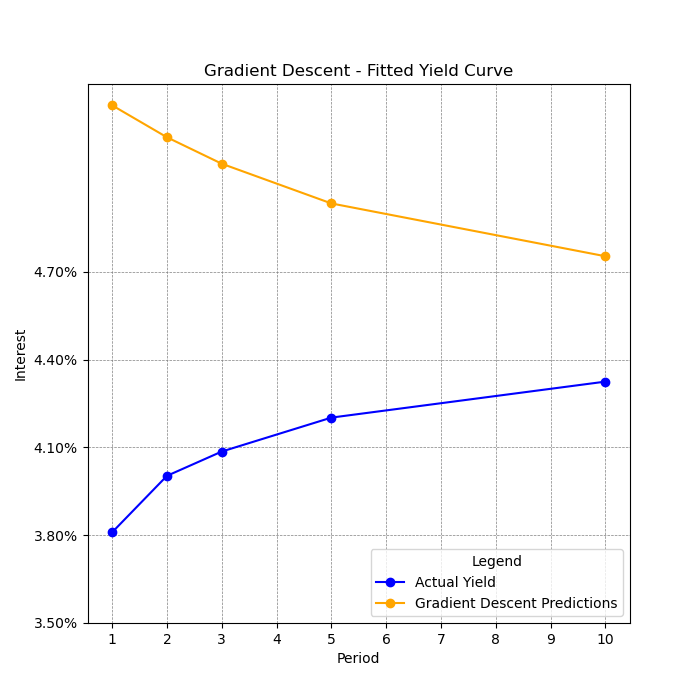 Gradient Descent - Fitted Yield Curve
Interest
4.70%
4.40%
4.10%
3.80%
3.50%
Legend
Actual Yield
Gradient Descent Predictions
1 2 3 4 5 6 7 8 9 10
Period